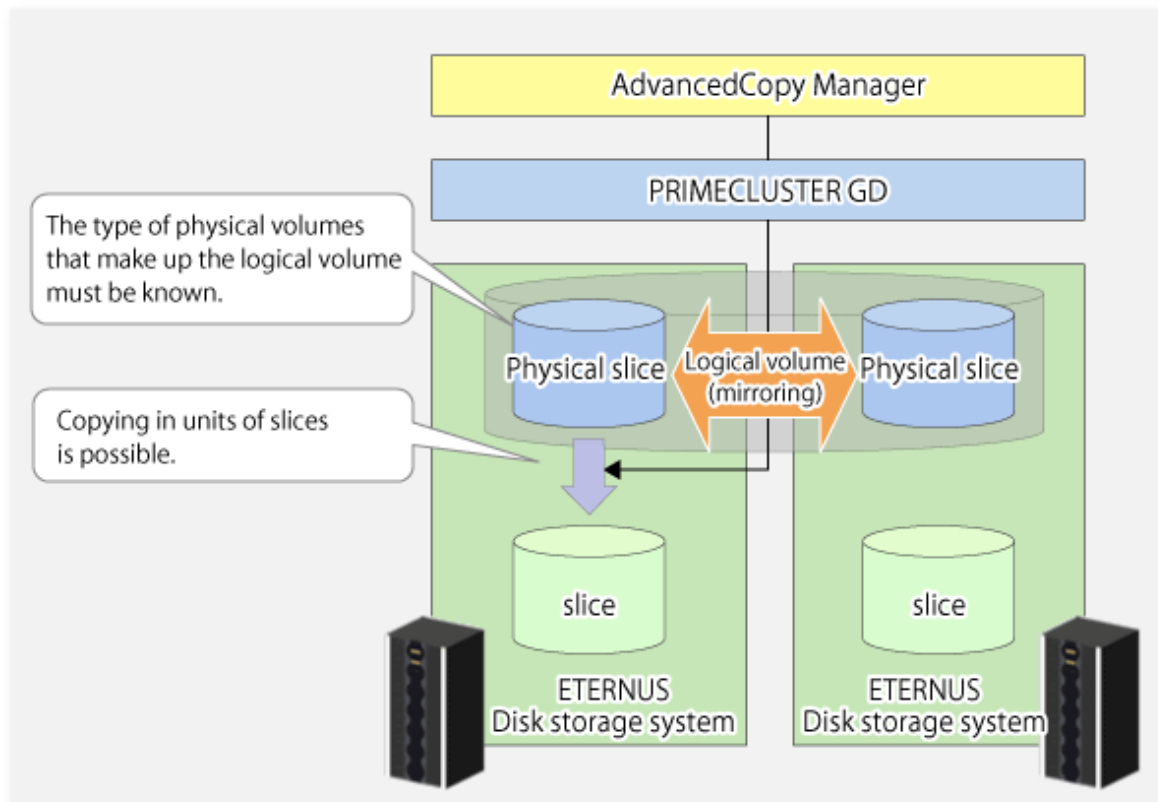 AdvancedCopy Manager
PRIMECLUSTER GD
The type of physical volumes
that make up the logical volume
must be known.
Physical slice
Logical volume
(mirroring)
Physical slice
Copying in units of slices
is possible.
slice
slice
ETERNUS
Disk storage system
ETERNUS
Disk storage system